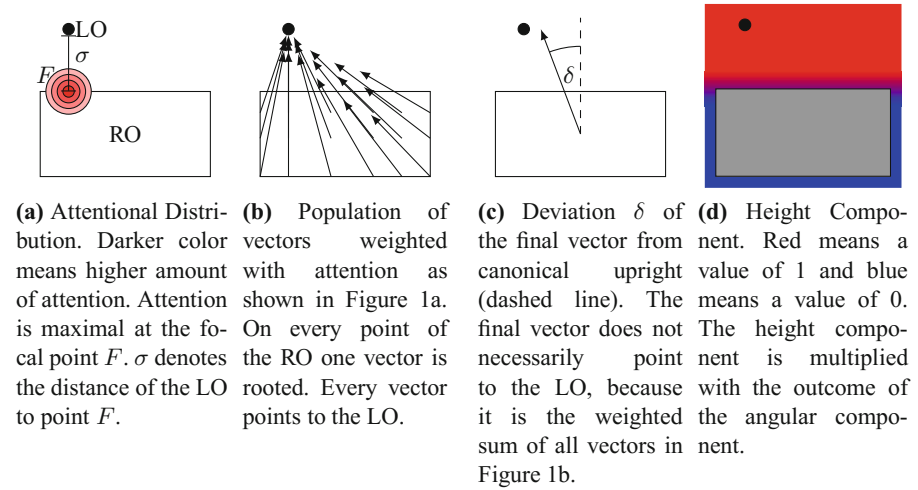 LO
σ
F
RO
δ
(a) Attentional Distri-
bution. Darker color
means higher amount
of attention. Attention
is maximal at the fo-
cal point F. σ denotes
the distance of the LO
to point F.
(b) Population of
vectors weighted
with attention as
shown in Figure 1a.
On every point of
the RO one vector is
rooted. Every vector
points to the LO.
(c) Deviation δ of
the final vector from
canonical upright
(dashed line). The
final vector does not
necessarily point
to the LO, because
it is the weighted
sum of all vectors in
Figure 1b.
(d) Height Compo-
nent. Red means a
value of 1 and blue
means a value of 0.
The height compo-
nent is multiplied
with the outcome of
the angular compo-
nent.